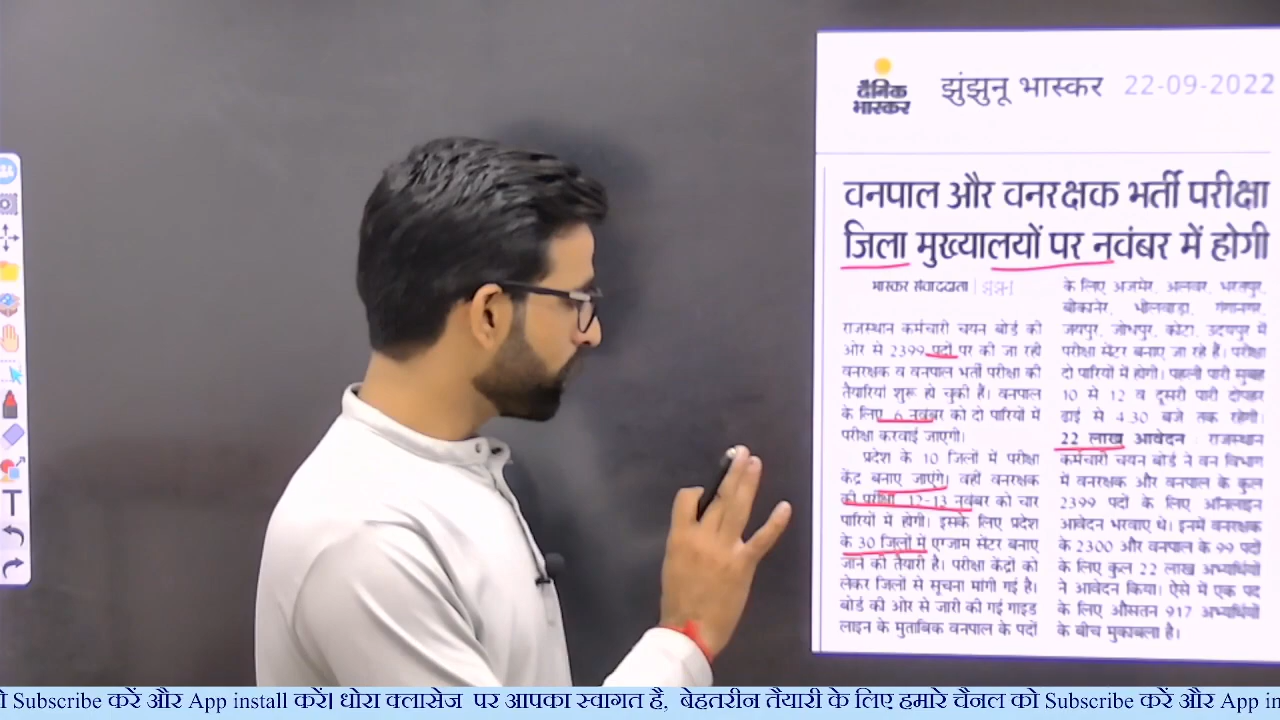 दैनिक
भास्कर
झुंझुनू भास्कर 22-09-2022
वनपाल और वनरक्षक भर्ती परीक्षा
जिला मुख्यालयों पर नवंबर में होगी
भास्कर संवाददाता |
राजस्थान कर्मचारी चयन बोर्ड की
ओर से 2399 पदों पर की जा रही
वनरक्षक व वनपाल भर्ती परीक्षा की
तैयारियां शुरू हो चुकी हैं। वनपाल
के लिए 6 नवंबर को दो पारियों में
परीक्षा करवाई जाएगी।
प्रदेश के 10 जिलों में परीक्षा
केंद्र बनाए जाएंगे। वहीं वनरक्षक
की परीक्षा 12-13 नवंबर को चार
पारियों में होगी। इसके लिए प्रदेश
के 30 जिलों में एग्जाम सेंटर बनाए
जाने की तैयारी है। परीक्षा केंद्रों को
लेकर जिलों से सूचना मांगी गई है।
बोर्ड की ओर से जारी की गई गाइड
लाइन के मुताबिक वनपाल के पदों
के लिए अजमेर, अलवर, भरतपुर,
बीकानेर, भीलवाड़ा, गंगानगर,
जयपुर, जोधपुर, कोटा, उदयपुर में
परीक्षा सेंटर बनाए जा रहे हैं। परीक्षा
दो पारियों में होगी। पहली पारी सुबह
10 से 12 व दूसरी पारी दोपहर
ढाई से 4.30 बजे तक रहेगी।
22 लाख आवेदन : राजस्थान
कर्मचारी चयन बोर्ड ने वन विभाग
में वनरक्षक और वनपाल के कुल
2399 पदों के लिए ऑनलाइन
आवेदन भरवाए थे। इनमें वनरक्षक
के 2300 और वनपाल के 99 पदों
के लिए कुल 22 लाख अभ्यर्थियों
ने आवेदन किया। ऐसे में एक पद
के लिए औसतन 917 अभ्यर्थियों
के बीच मुकाबला है।
T
Subscribe करें और App install करें। धोरा क्लासेज पर आपका स्वागत है, बेहतरीन तैयारी के लिए हमारे चैनल को Subscribe करें और App